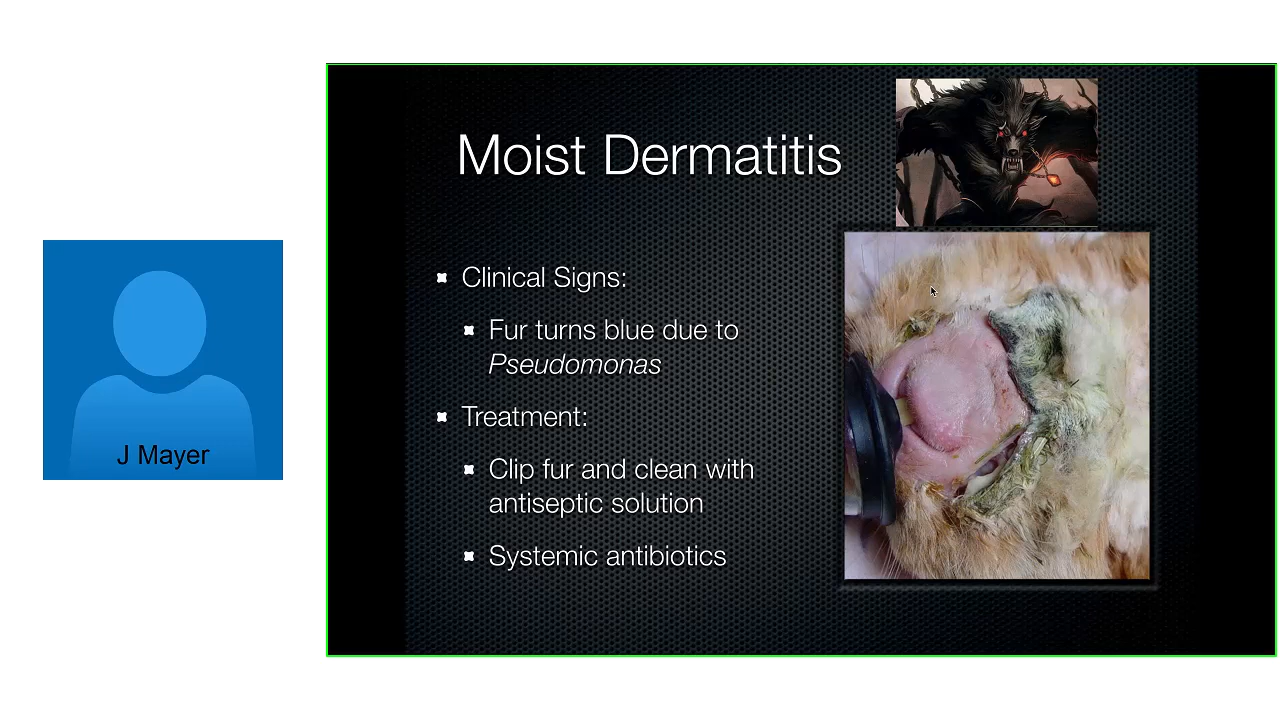 Moist Dermatitis
Clinical Signs:
Fur turns blue due to
Pseudomonas
Treatment:
Clip fur and clean with
antiseptic solution
Systemic antibiotics
J Mayer